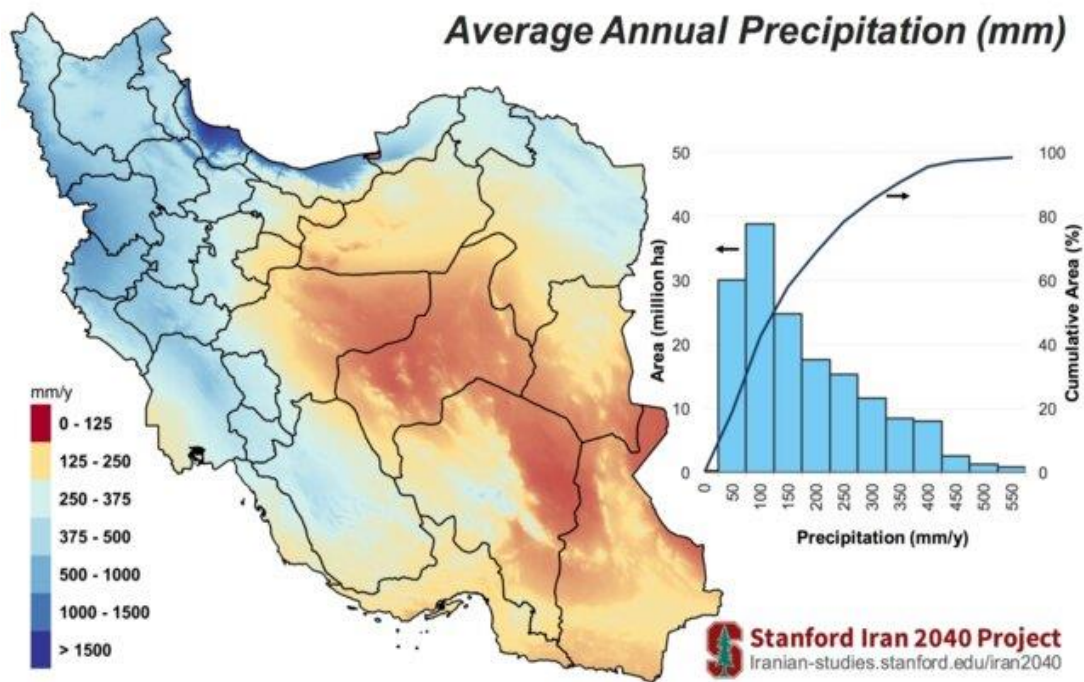 Average Annual Precipitation (mm)
mm/y
0 - 125
125 - 250
250 - 375
375 - 500
500 - 1000
1000 - 1500
> 1500
Area (million ha)
50
40
30
20
10
0
100
80
60
40
20
0
Cumulative Area (%)
0
50
100
150
200
250
300
350
400
450
500
550
Precipitation (mm/y)
S
Stanford Iran 2040 Project
Iranian-studies.stanford.edu/iran2040